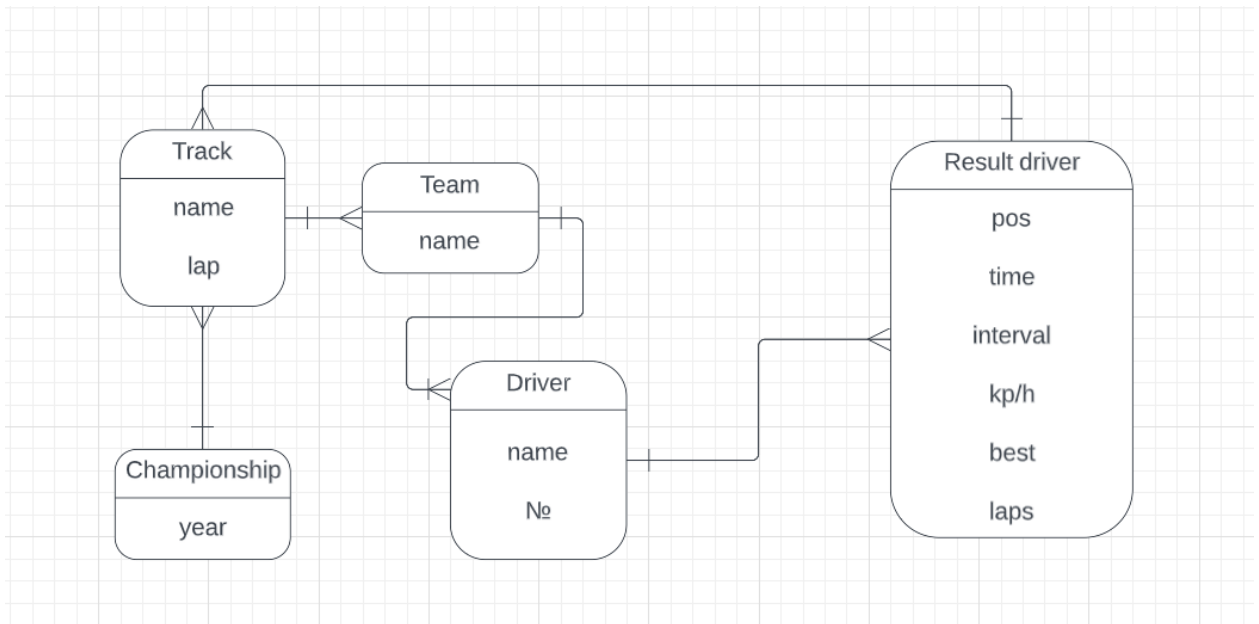 Track
name
lap
Team
name
Championship
year
Driver
name
№
Result driver
pos
time
interval
kp/h
best
laps